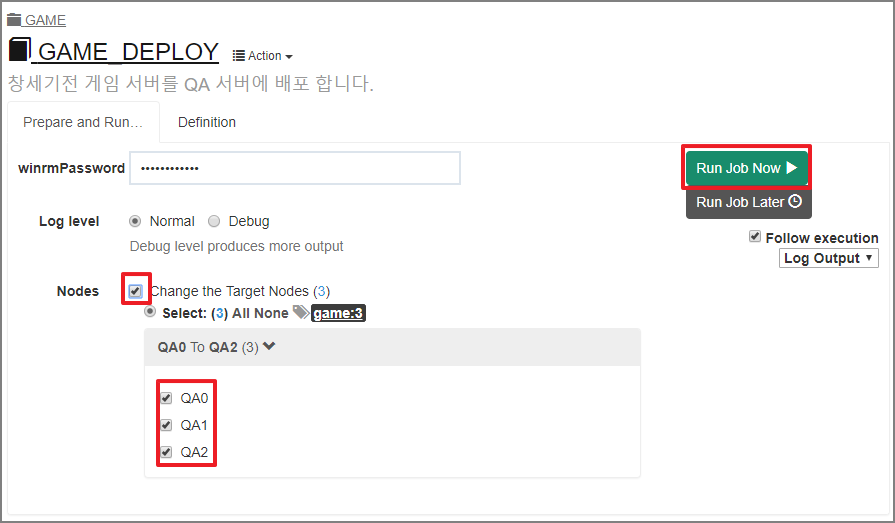 GAME
GAME_DEPLOY Action
창세기전 게임 서버를 QA 서버에 배포 합니다.
Prepare and Run… Definition
winrmPassword ············
Run Job Now
Run Job Later
Log level Normal Debug
Debug level produces more output
Follow execution
Log Output
Nodes Change the Target Nodes (3)
Select: (3) All None game:3
QA0 To QA2 (3)
QA0
QA1
QA2